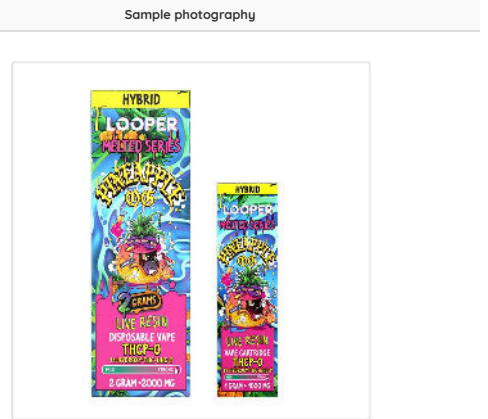 Sample photography
HYBRID
LOOPER
MELTED SERIES
PINEAPPLE
OG
2
GRAMS
LIVE RESIN
DISPOSABLE VAPE
THCP-O
2 GRAM•2000 MG
HYBRID
LOOPER
MELTED SERIES
PINEAPPLE
OG
LIVE RESIN
VAPE CARTRIDGE
THCP-O
1 GRAM•1000 MG